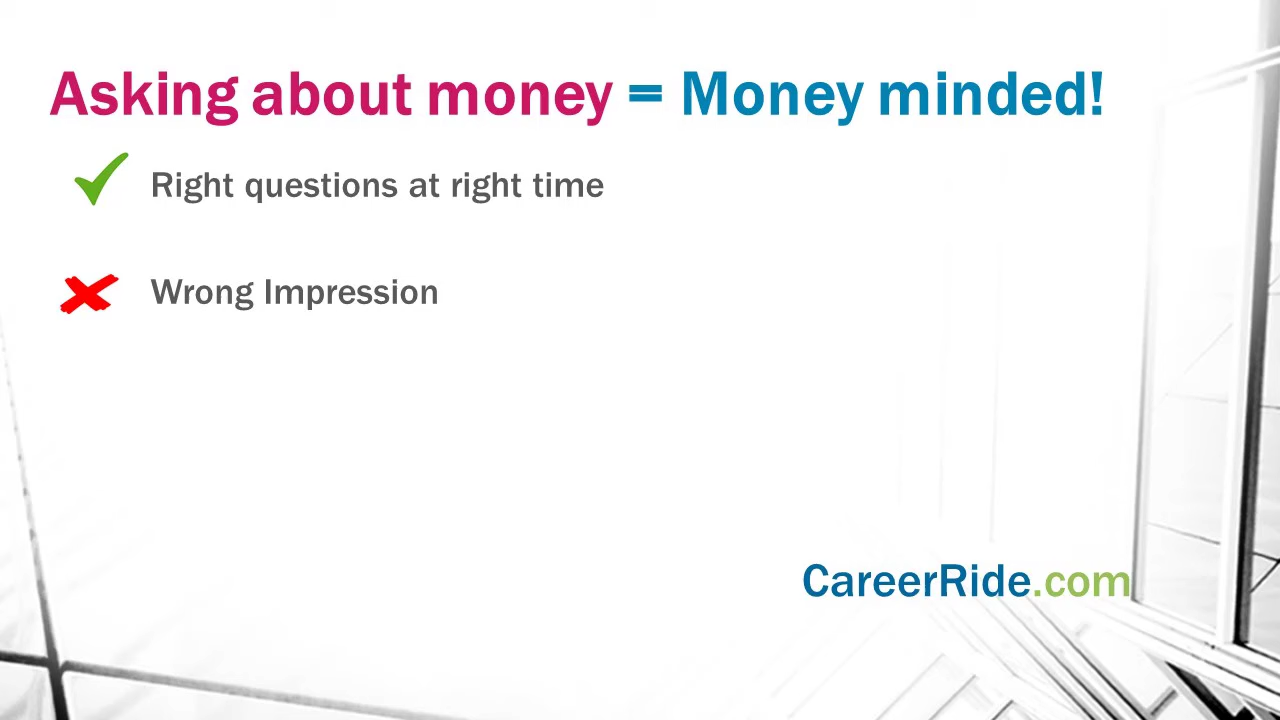 Asking about money = Money minded!
Right questions at right time
Wrong Impression
CareerRide.com